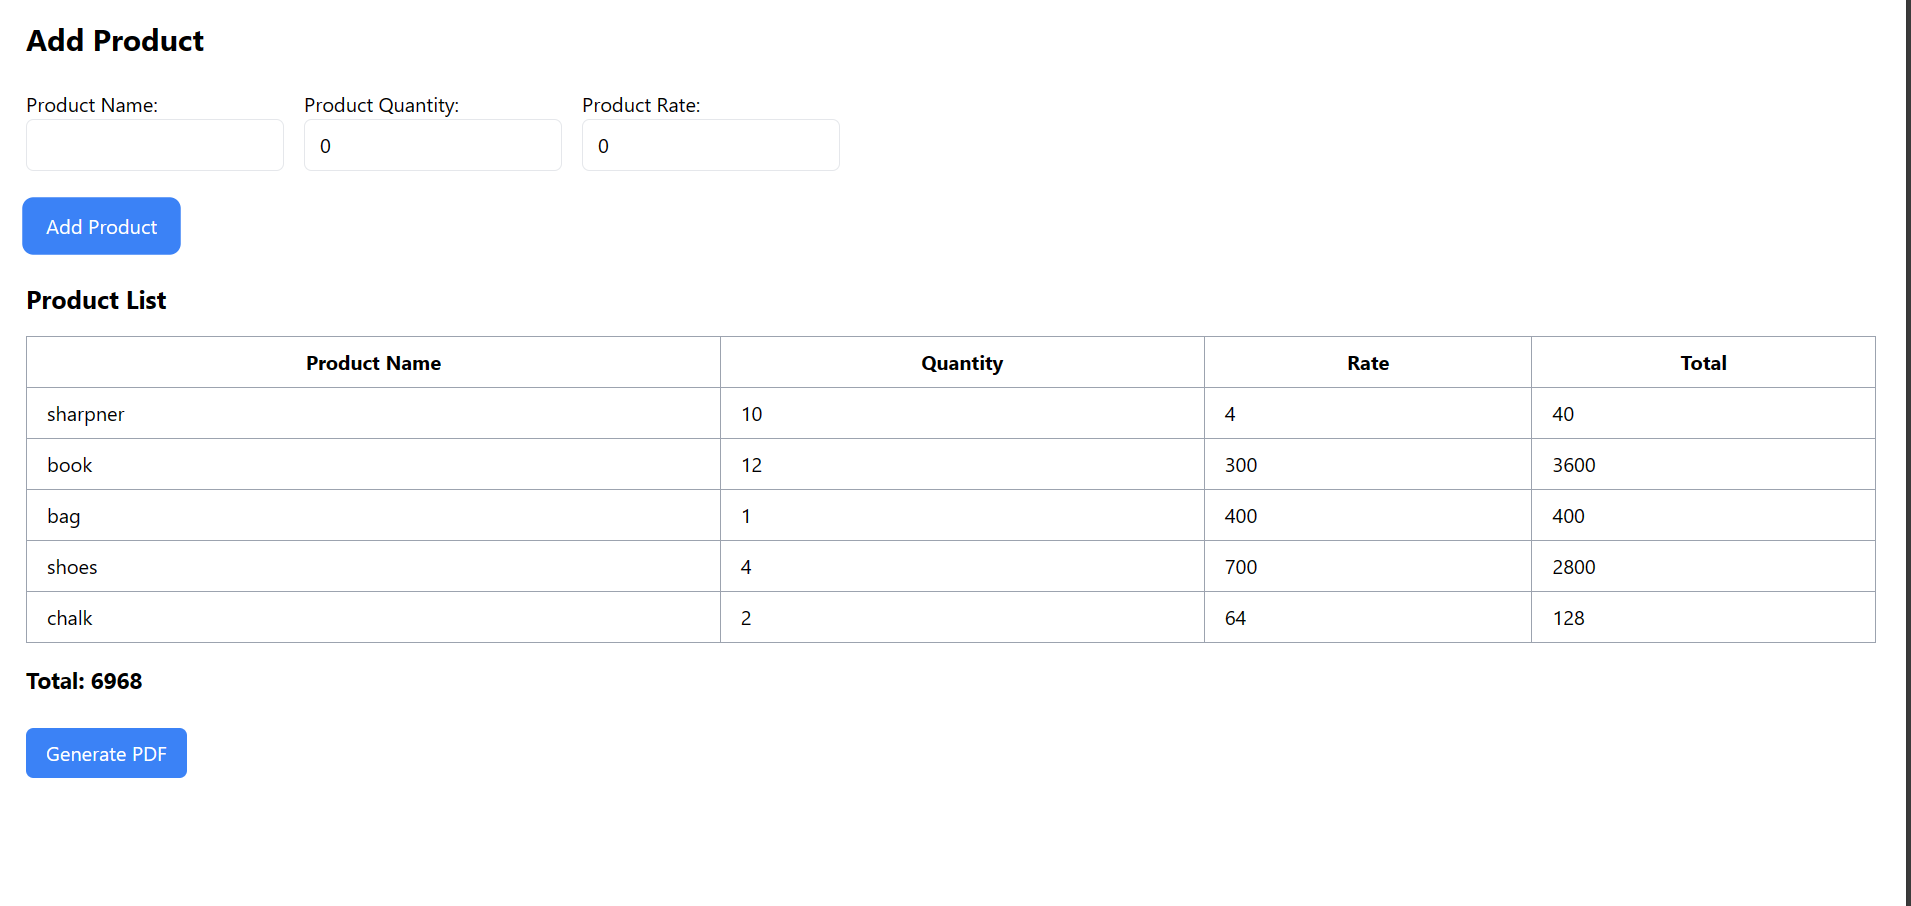 Add Product
Product Name: Product Quantity: Product Rate:
0 0
Add Product
Product List
Product Name Quantity Rate Total
sharpner 10 4 40
book 12 300 3600
bag 1 400 400
shoes 4 700 2800
chalk 2 64 128
Total: 6968
Generate PDF